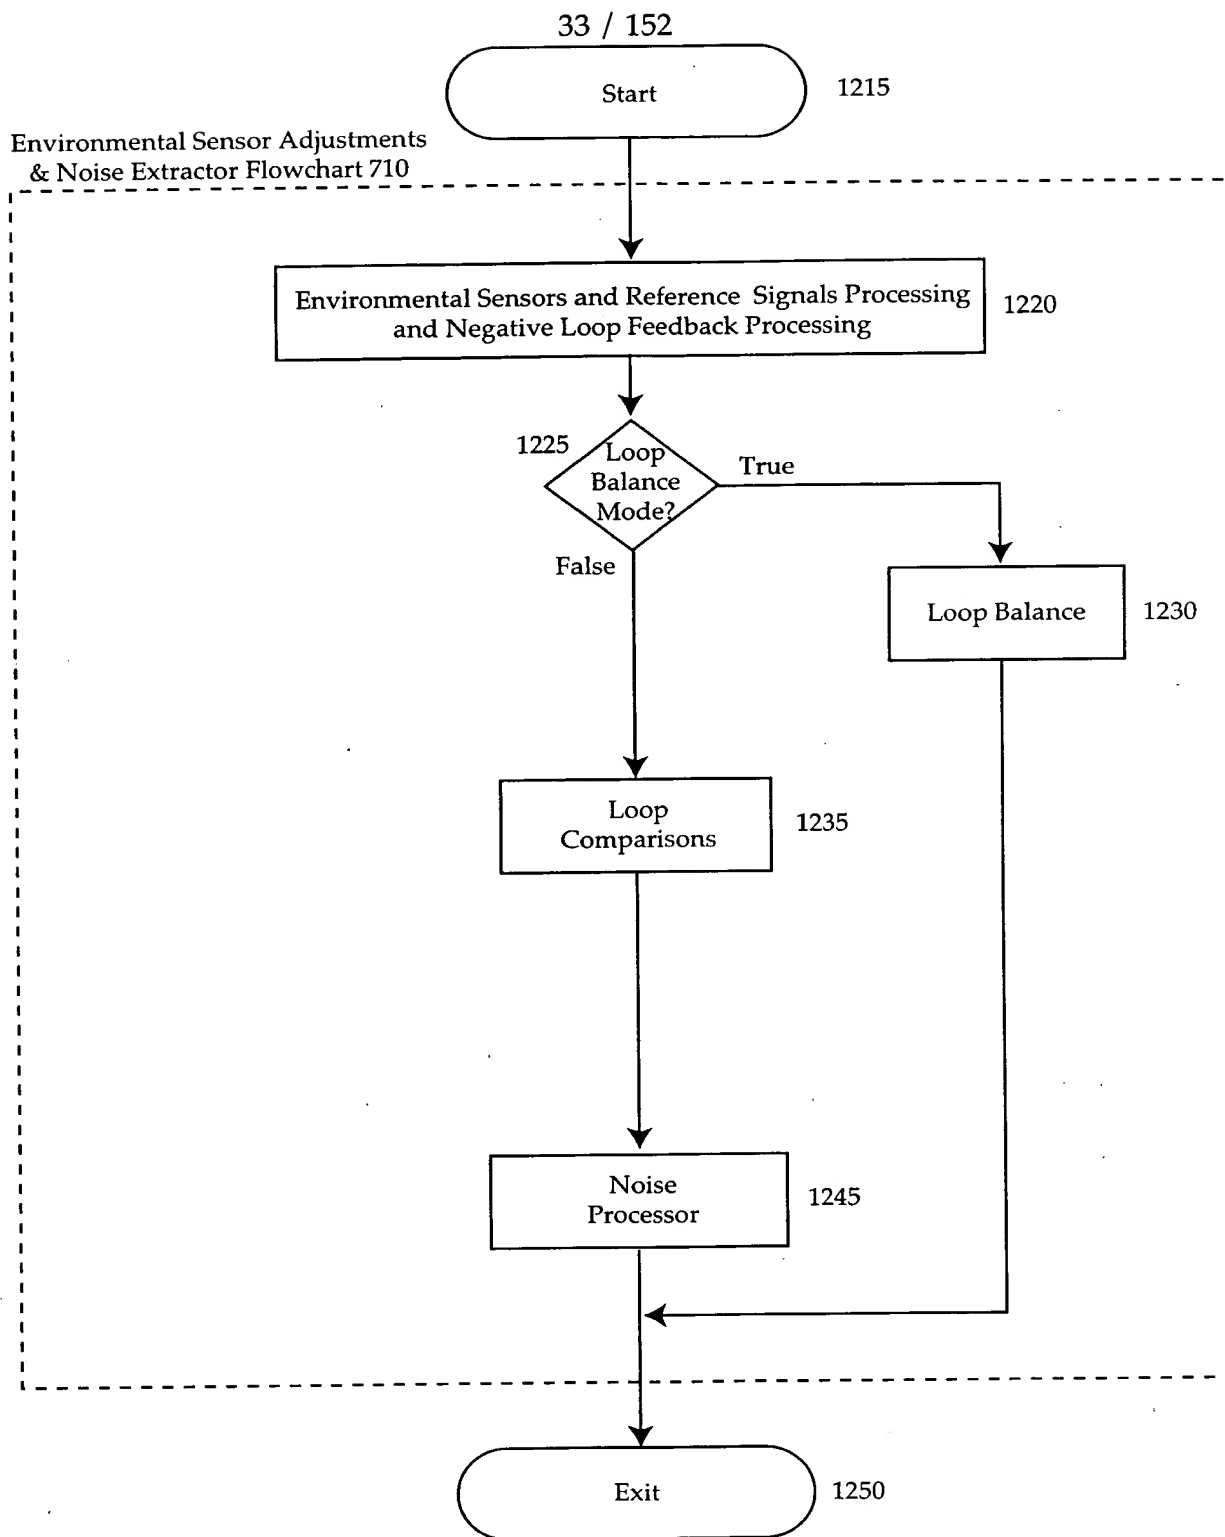 33 / 152
Start
1215
Environmental Sensor Adjustments
& Noise Extractor Flowchart 710
Environmental Sensors and Reference Signals Processing
and Negative Loop Feedback Processing
1220
1225
Loop
Balance
Mode?
True
False
Loop Balance
1230
Loop
Comparisons
1235
Noise
Processor
1245
Exit
1250